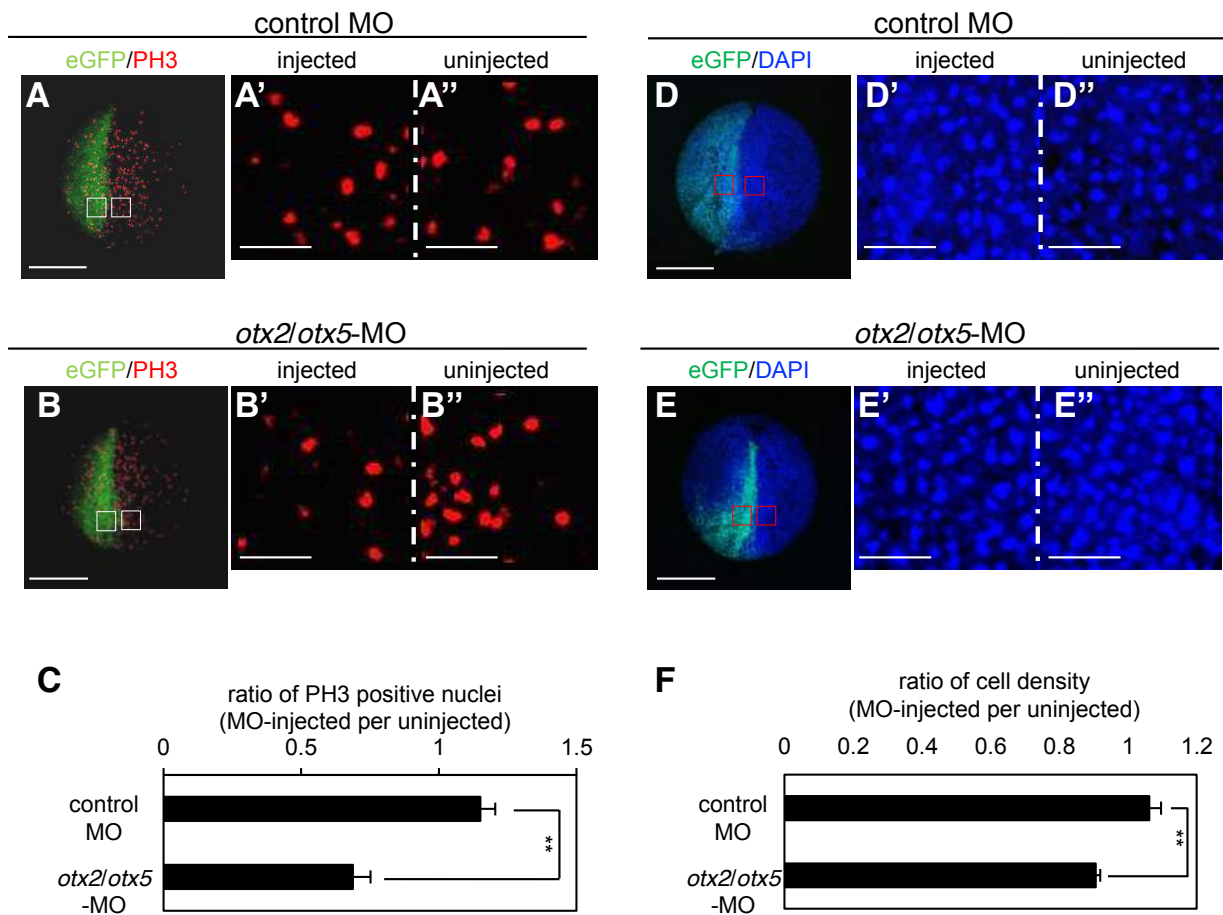 control MO
eGFP/PH3 injected uninjected
A A' A''
otx2/otx5-MO
eGFP/PH3 injected uninjected
B B' B''
C
ratio of PH3 positive nuclei
(MO-injected per uninjected)
0 0.5 1 1.5
control
MO
otx2/otx5
-MO
**
control MO
eGFP/DAPI injected uninjected
D D' D''
otx2/otx5-MO
eGFP/DAPI injected uninjected
E E' E''
F
ratio of cell density
(MO-injected per uninjected)
0 0.2 0.4 0.6 0.8 1 1.2
control
MO
otx2/otx5
-MO
**